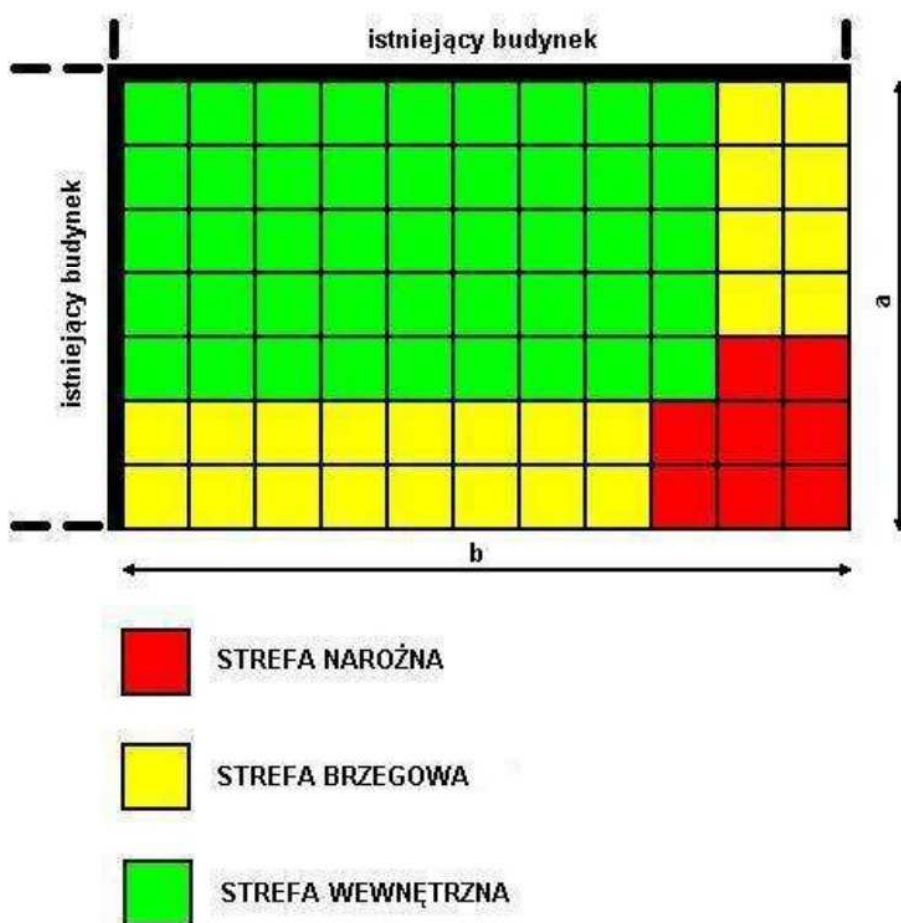 istniejący budynek
istniejący budynek
a
b
STREFA NAROŻNA
STREFA BRZEGOWA
STREFA WEWNĘTRZNA